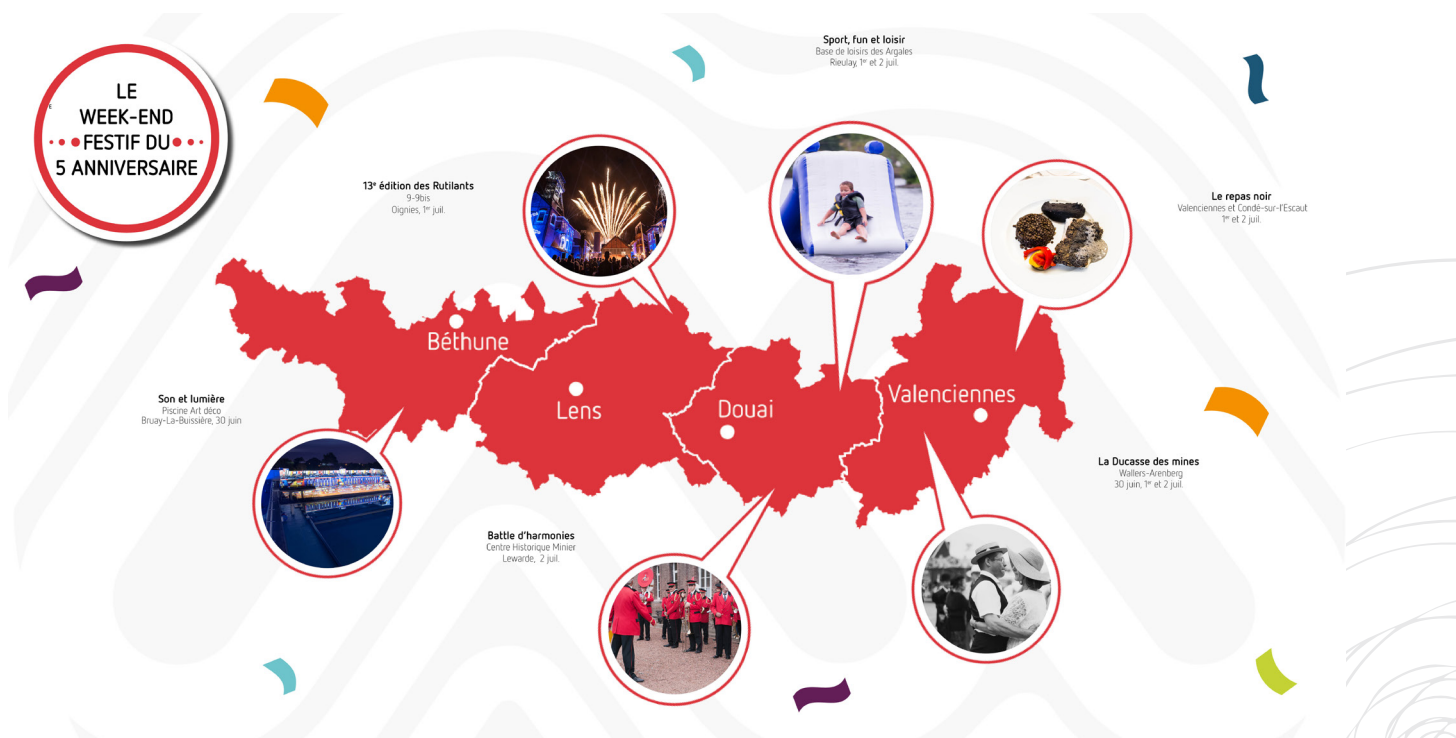 LE
WEEK-END
FESTIF DU
5 ANNIVERSAIRE
E
Sport, fun et loisir
Base de loisirs des Argales
Rieulay, 1er et 2 juil.
13e édition des Rutilants
9-9bis
Oignies, 1er juil.
Le repas noir
Valenciennes et Condé-sur-l'Escaut
1er et 2 juil.
Béthune
Lens
Douai
Valenciennes
Son et lumière
Piscine Art déco
Bruay-La-Buissière, 30 juin
La Ducasse des mines
Wallers-Arenberg
30 juin, 1er et 2 juil.
Battle d'harmonies
Centre Historique Minier
Lewarde, 2 juil.